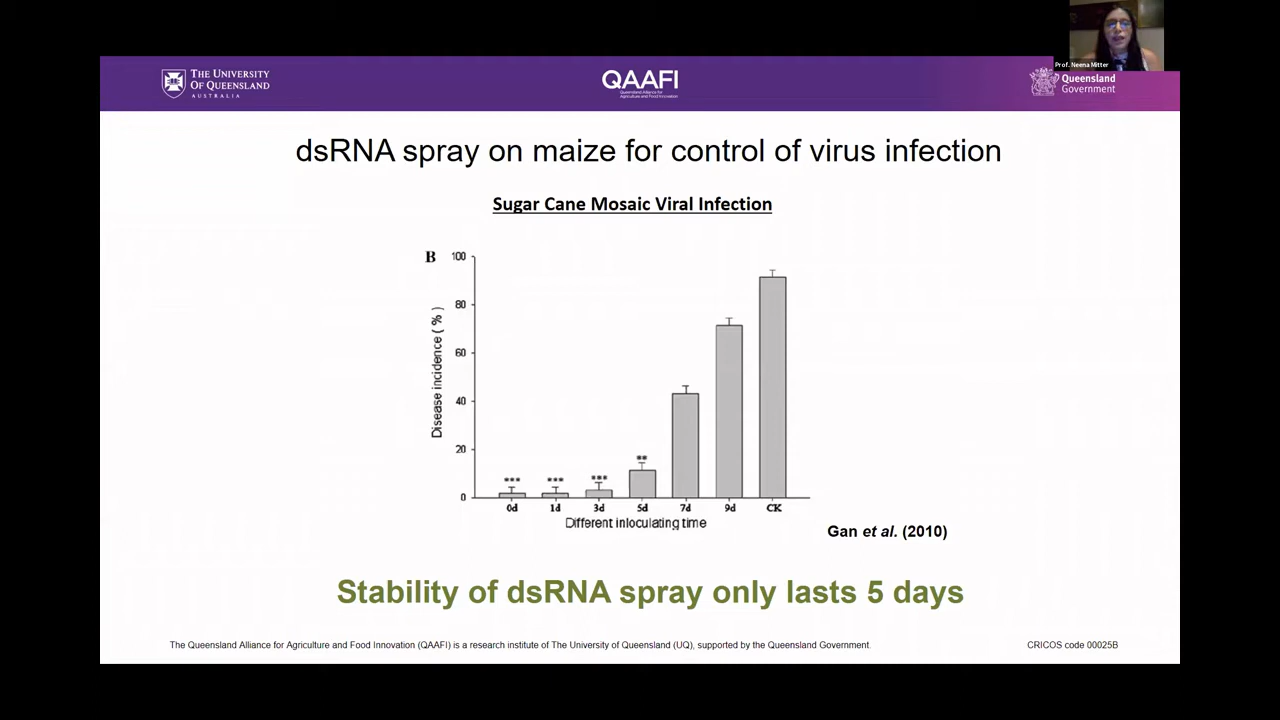 Prof. Neena Mitter
THE UNIVERSITY
OF QUEENSLAND
AUSTRALIA
QAAFI
Queensland Alliance for
Agriculture and Food Innovation
Queensland
Government
dsRNA spray on maize for control of virus infection
Sugar Cane Mosaic Viral Infection
B
100
80
60
40
20
0
Disease incidence ( % )
*** *** *** **
0d 1d 3d 5d 7d 9d CK
Different inloculating time
Gan et al. (2010)
Stability of dsRNA spray only lasts 5 days
The Queensland Alliance for Agriculture and Food Innovation (QAAFI) is a research institute of The University of Queensland (UQ), supported by the Queensland Government.
CRICOS code 00025B